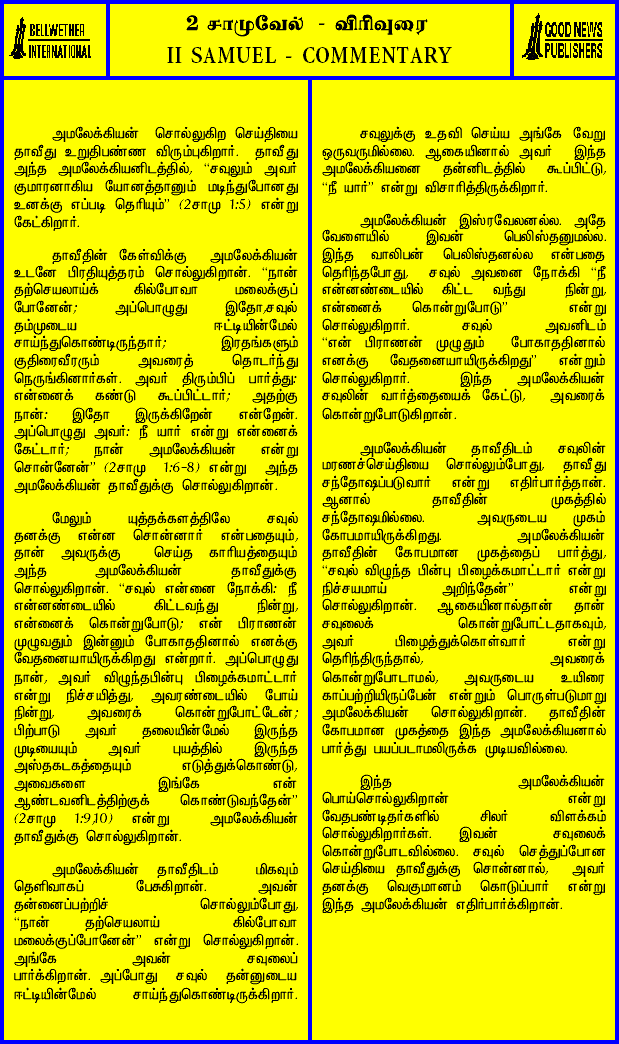 BELLWETHER
INTERNATIONAL
2 சாமுவேல் - விரிவுரை
II SAMUEL - COMMENTARY
GOOD NEWS
PUBLISHERS
அமலேக்கியன் சொல்லுகிற செய்தியை
தாவீது உறுதிபண்ண விரும்புகிறார். தாவீது
அந்த அமலேக்கியனிடத்தில், “சவுலும் அவர்
குமாரனாகிய யோனத்தானும் மடிந்துபோனது
உனக்கு எப்படி தெரியும்” (2சாமு 1:5) என்று
கேட்கிறார்.
தாவீதின் கேள்விக்கு அமலேக்கியன்
உடனே பிரதியுத்தரம் சொல்லுகிறான். “நான்
தற்செயலாய்க் கில்போவா மலைக்குப்
போனேன்; அப்பொழுது இதோ,சவுல்
தம்முடைய ஈட்டியின்மேல்
சாய்ந்துகொண்டிருந்தார்; இரதங்களும்
குதிரைவீரரும் அவரைத் தொடர்ந்து
நெருங்கினார்கள். அவர் திரும்பிப் பார்த்து:
என்னைக் கண்டு கூப்பிட்டார்; அதற்கு
நான்: இதோ இருக்கிறேன் என்றேன்.
அப்பொழுது அவர்: நீ யார் என்று என்னைக்
கேட்டார்; நான் அமலேக்கியன் என்று
சொன்னேன்” (2சாமு 1:6-8) என்று அந்த
அமலேக்கியன் தாவீதுக்கு சொல்லுகிறான்.
மேலும் யுத்தக்களத்திலே சவுல்
தனக்கு என்ன சொன்னார் என்பதையும்,
தான் அவருக்கு செய்த காரியத்தையும்
அந்த அமலேக்கியன் தாவீதுக்கு
சொல்லுகிறான். “சவுல் என்னை நோக்கி: நீ
என்னண்டையில் கிட்டவந்து நின்று,
என்னைக் கொன்றுபோடு; என் பிராணன்
முழுவதும் இன்னும் போகாததினால் எனக்கு
வேதனையாயிருக்கிறது என்றார். அப்பொழுது
நான், அவர் விழுந்தபின்பு பிழைக்கமாட்டார்
என்று நிச்சயித்து, அவரண்டையில் போய்
நின்று, அவரைக் கொன்றுபோட்டேன்;
பிற்பாடு அவர் தலையின்மேல் இருந்த
முடியையும் அவர் புயத்தில் இருந்த
அஸ்தகடகத்தையும் எடுத்துக்கொண்டு,
அவைகளை இங்கே என்
ஆண்டவனிடத்திற்குக் கொண்டுவந்தேன்”
(2சாமு 1:9,10) என்று அமலேக்கியன்
தாவீதுக்கு சொல்லுகிறான்.
அமலேக்கியன் தாவீதிடம் மிகவும்
தெளிவாகப் பேசுகிறான். அவன்
தன்னைப்பற்றிச் சொல்லும்போது,
“நான் தற்செயலாய் கில்போவா
மலைக்குப்போனேன்” என்று சொல்லுகிறான்.
அங்கே அவன் சவுலைப்
பார்க்கிறான். அப்போது சவுல் தன்னுடைய
ஈட்டியின்மேல் சாய்ந்துகொண்டிருக்கிறார்.
சவுலுக்கு உதவி செய்ய அங்கே வேறு
ஒருவருமில்லை. ஆகையினால் அவர் இந்த
அமலேக்கியனை தன்னிடத்தில் கூப்பிட்டு,
“நீ யார்” என்று விசாரித்திருக்கிறார்.
அமலேக்கியன் இஸ்ரவேலனல்ல. அதே
வேளையில் இவன் பெலிஸ்தனுமல்ல.
இந்த வாலிபன் பெலிஸ்தனல்ல என்பதை
தெரிந்தபோது, சவுல் அவனை நோக்கி “நீ
என்னண்டையில் கிட்ட வந்து நின்று,
என்னைக் கொன்றுபோடு” என்று
சொல்லுகிறார். சவுல் அவனிடம்
“என் பிராணன் முழுதும் போகாததினால்
எனக்கு வேதனையாயிருக்கிறது” என்றும்
சொல்லுகிறார். இந்த அமலேக்கியன்
சவுலின் வார்த்தையைக் கேட்டு, அவரைக்
கொன்றுபோடுகிறான்.
அமலேக்கியன் தாவீதிடம் சவுலின்
மரணச்செய்தியை சொல்லும்போது, தாவீது
சந்தோஷப்படுவார் என்று எதிர்பார்த்தான்.
ஆனால் தாவீதின் முகத்தில்
சந்தோஷமில்லை. அவருடைய முகம்
கோபமாயிருக்கிறது. அமலேக்கியன்
தாவீதின் கோபமான முகத்தைப் பார்த்து,
“சவுல் விழுந்த பின்பு பிழைக்கமாட்டார் என்று
நிச்சயமாய் அறிந்தேன்” என்று
சொல்லுகிறான். ஆகையினால்தான் தான்
சவுலைக் கொன்றுபோட்டதாகவும்,
அவர் பிழைத்துக்கொள்வார் என்று
தெரிந்திருந்தால், அவரைக்
கொன்றுபோடாமல், அவருடைய உயிரை
காப்பற்றியிருப்பேன் என்றும் பொருள்படுமாறு
அமலேக்கியன் சொல்லுகிறான். தாவீதின்
கோபமான முகத்தை இந்த அமலேக்கியனால்
பார்த்து பயப்படாமலிருக்க முடியவில்லை.
இந்த அமலேக்கியன்
பொய்சொல்லுகிறான் என்று
வேதபண்டிதர்களில் சிலர் விளக்கம்
சொல்லுகிறார்கள். இவன் சவுலைக்
கொன்றுபோடவில்லை. சவுல் செத்துப்போன
செய்தியை தாவீதுக்கு சொன்னால், அவர்
தனக்கு வெகுமானம் கொடுப்பார் என்று
இந்த அமலேக்கியன் எதிர்பார்க்கிறான்.